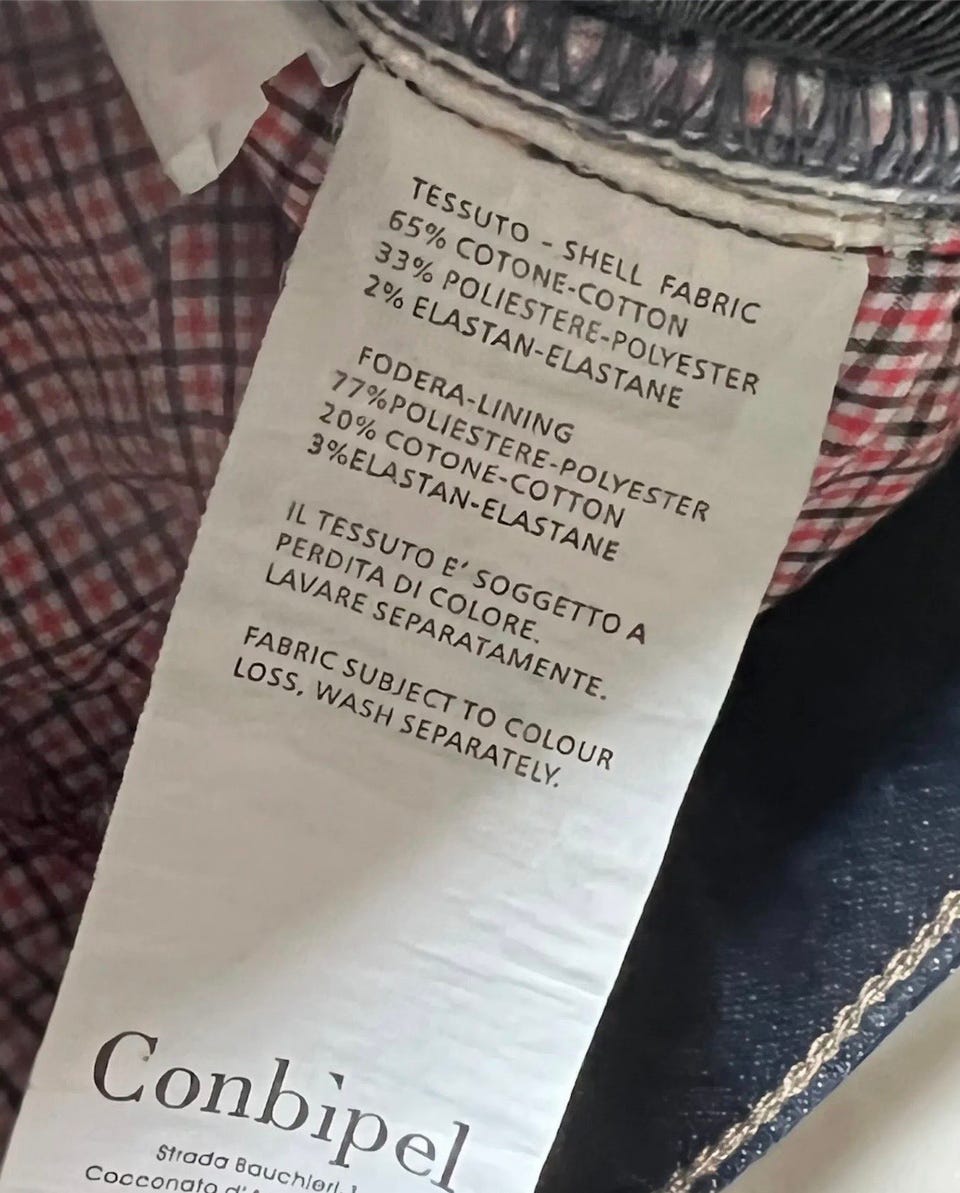 TESSUTO - SHELL FABRIC
65% COTONE-COTTON
33% POLIESTERE-POLYESTER
2% ELASTAN-ELASTANE
FODERA-LINING
77%POLIESTERE-POLYESTER
20% COTONE-COTTON
3%ELASTAN-ELASTANE
IL TESSUTO E' SOGGETTO A
PERDITA DI COLORE.
LAVARE SEPARATAMENTE.
FABRIC SUBJECT TO COLOUR
LOSS, WASH SEPARATELY.
Conbipel
Strada Bauchieri,1
Cocconato